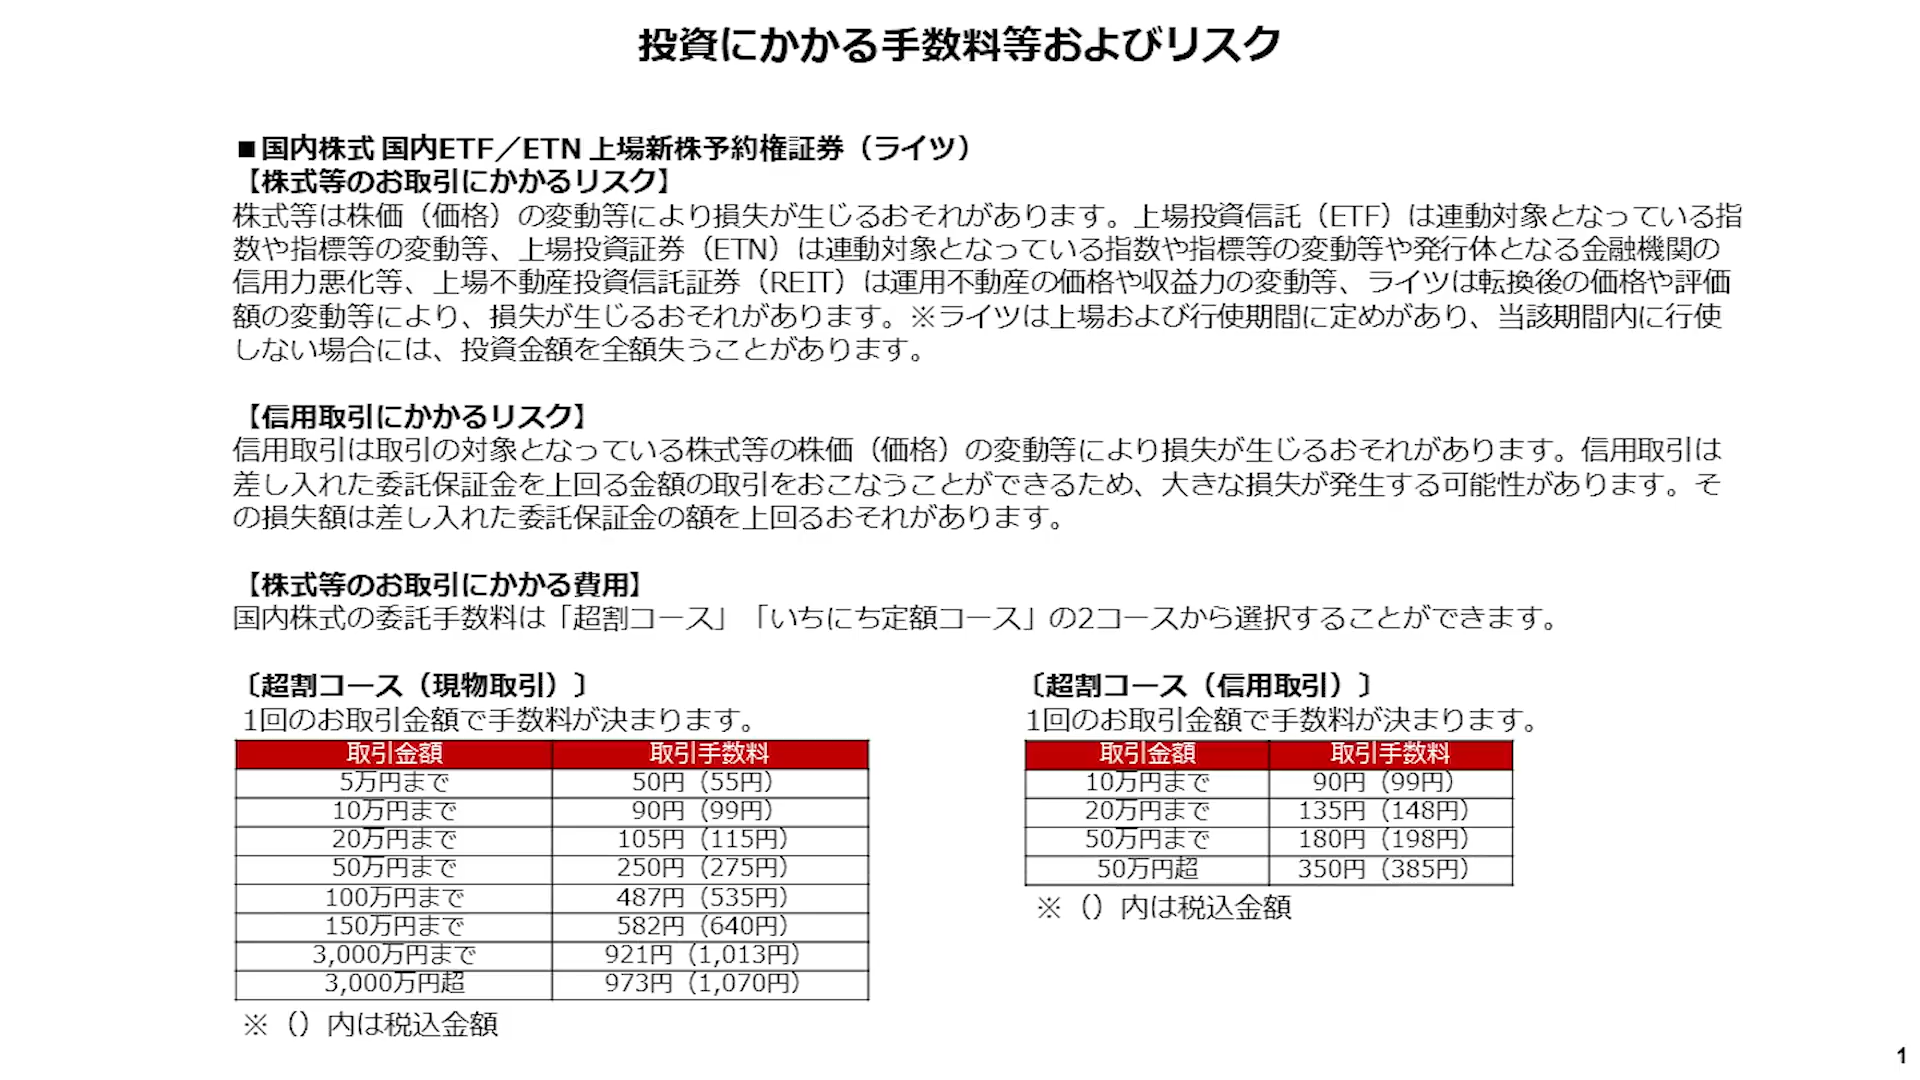 投資にかかる手数料等およびリスク
■国内株式 国内ETF／ETN 上場新株予約権証券（ライツ）
【株式等のお取引にかかるリスク】
株式等は株価（価格）の変動等により損失が生じるおそれがあります。上場投資信託（ETF）は連動対象となっている指
数や指標等の変動等、上場投資証券（ETN）は連動対象となっている指数や指標等の変動等や発行体となる金融機関の
信用力悪化等、上場不動産投資信託証券（REIT）は運用不動産の価格や収益力の変動等、ライツは転換後の価格や評価
額の変動等により、損失が生じるおそれがあります。※ライツは上場および行使期間に定めがあり、当該期間内に行使
しない場合には、投資金額を全額失うことがあります。
【信用取引にかかるリスク】
信用取引は取引の対象となっている株式等の株価（価格）の変動等により損失が生じるおそれがあります。信用取引は
差し入れた委託保証金を上回る金額の取引をおこなうことができるため、大きな損失が発生する可能性があります。そ
の損失額は差し入れた委託保証金の額を上回るおそれがあります。
【株式等のお取引にかかる費用】
国内株式の委託手数料は「超割コース」「いちにち定額コース」の2コースから選択することができます。
〔超割コース（現物取引）〕
1回のお取引金額で手数料が決まります。
取引金額 取引手数料
5万円まで 50円（55円）
10万円まで 90円（99円）
20万円まで 105円（115円）
50万円まで 250円（275円）
100万円まで 487円（535円）
150万円まで 582円（640円）
3,000万円まで 921円（1,013円）
3,000万円超 973円（1,070円）
※（）内は税込金額
〔超割コース（信用取引）〕
1回のお取引金額で手数料が決まります。
取引金額 取引手数料
10万円まで 90円（99円）
20万円まで 135円（148円）
50万円まで 180円（198円）
50万円超 350円（385円）
※（）内は税込金額
1